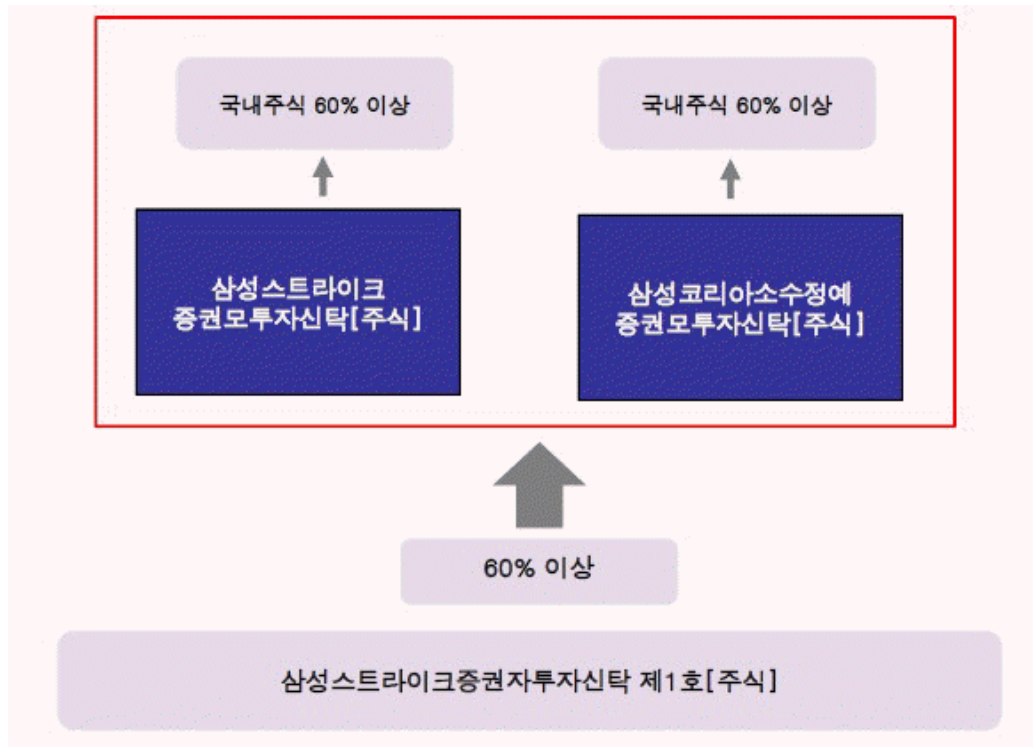 국내주식 60% 이상
국내주식 60% 이상
삼성스트라이크
증권모투자신탁[주식]
삼성코리아소수정예
증권모투자신탁[주식]
60% 이상
삼성스트라이크증권자투자신탁 제1호[주식]